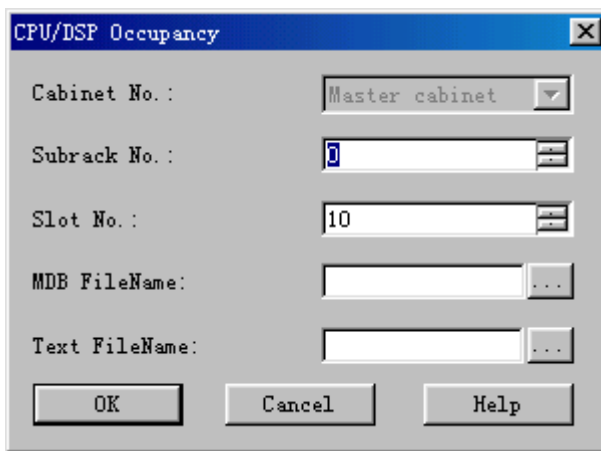 CPU/DSP Occupancy
Cabinet No.: Master cabinet
Subrack No.: 0
Slot No.: 10
MDB FileName: ...
Text FileName: ...
OK Cancel Help